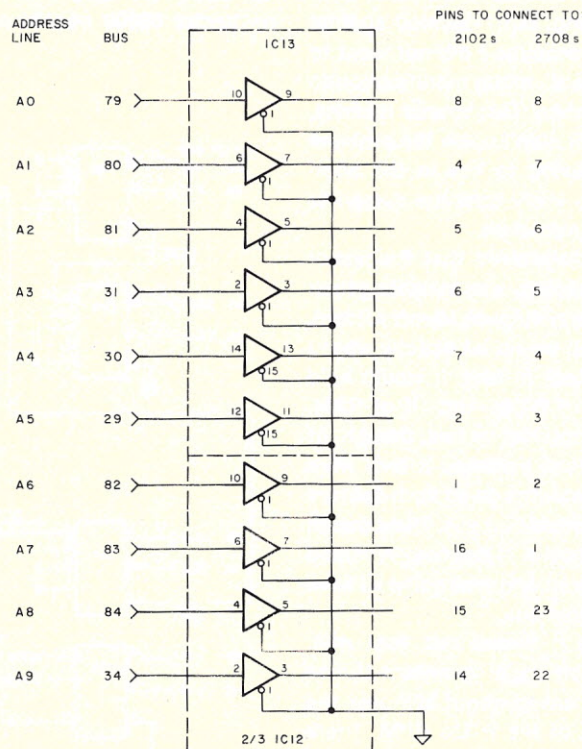 ADDRESS LINE BUS IC13 PINS TO CONNECT TO
2102s 2708s
A0 79 10 9 1 8 8
A1 80 6 7 1 4 7
A2 81 4 5 1 5 6
A3 31 2 3 1 6 5
A4 30 14 13 15 7 4
A5 29 12 11 15 2 3
A6 82 10 9 1 1 2
A7 83 6 7 1 16 1
A8 84 4 5 1 15 23
A9 34 2 3 1 14 22
2/3 IC12